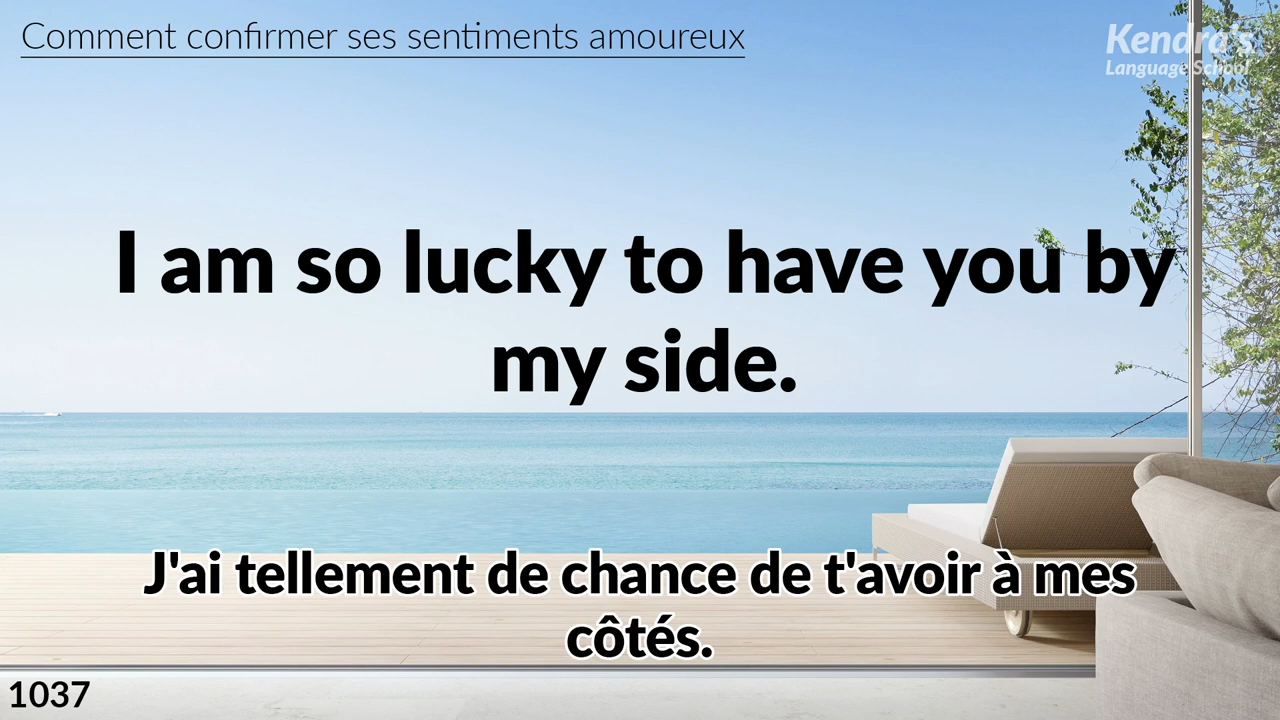 Comment confirmer ses sentiments amoureux
Kendra's
Language School
I am so lucky to have you by
my side.
J'ai tellement de chance de t'avoir à mes
côtés.
1037